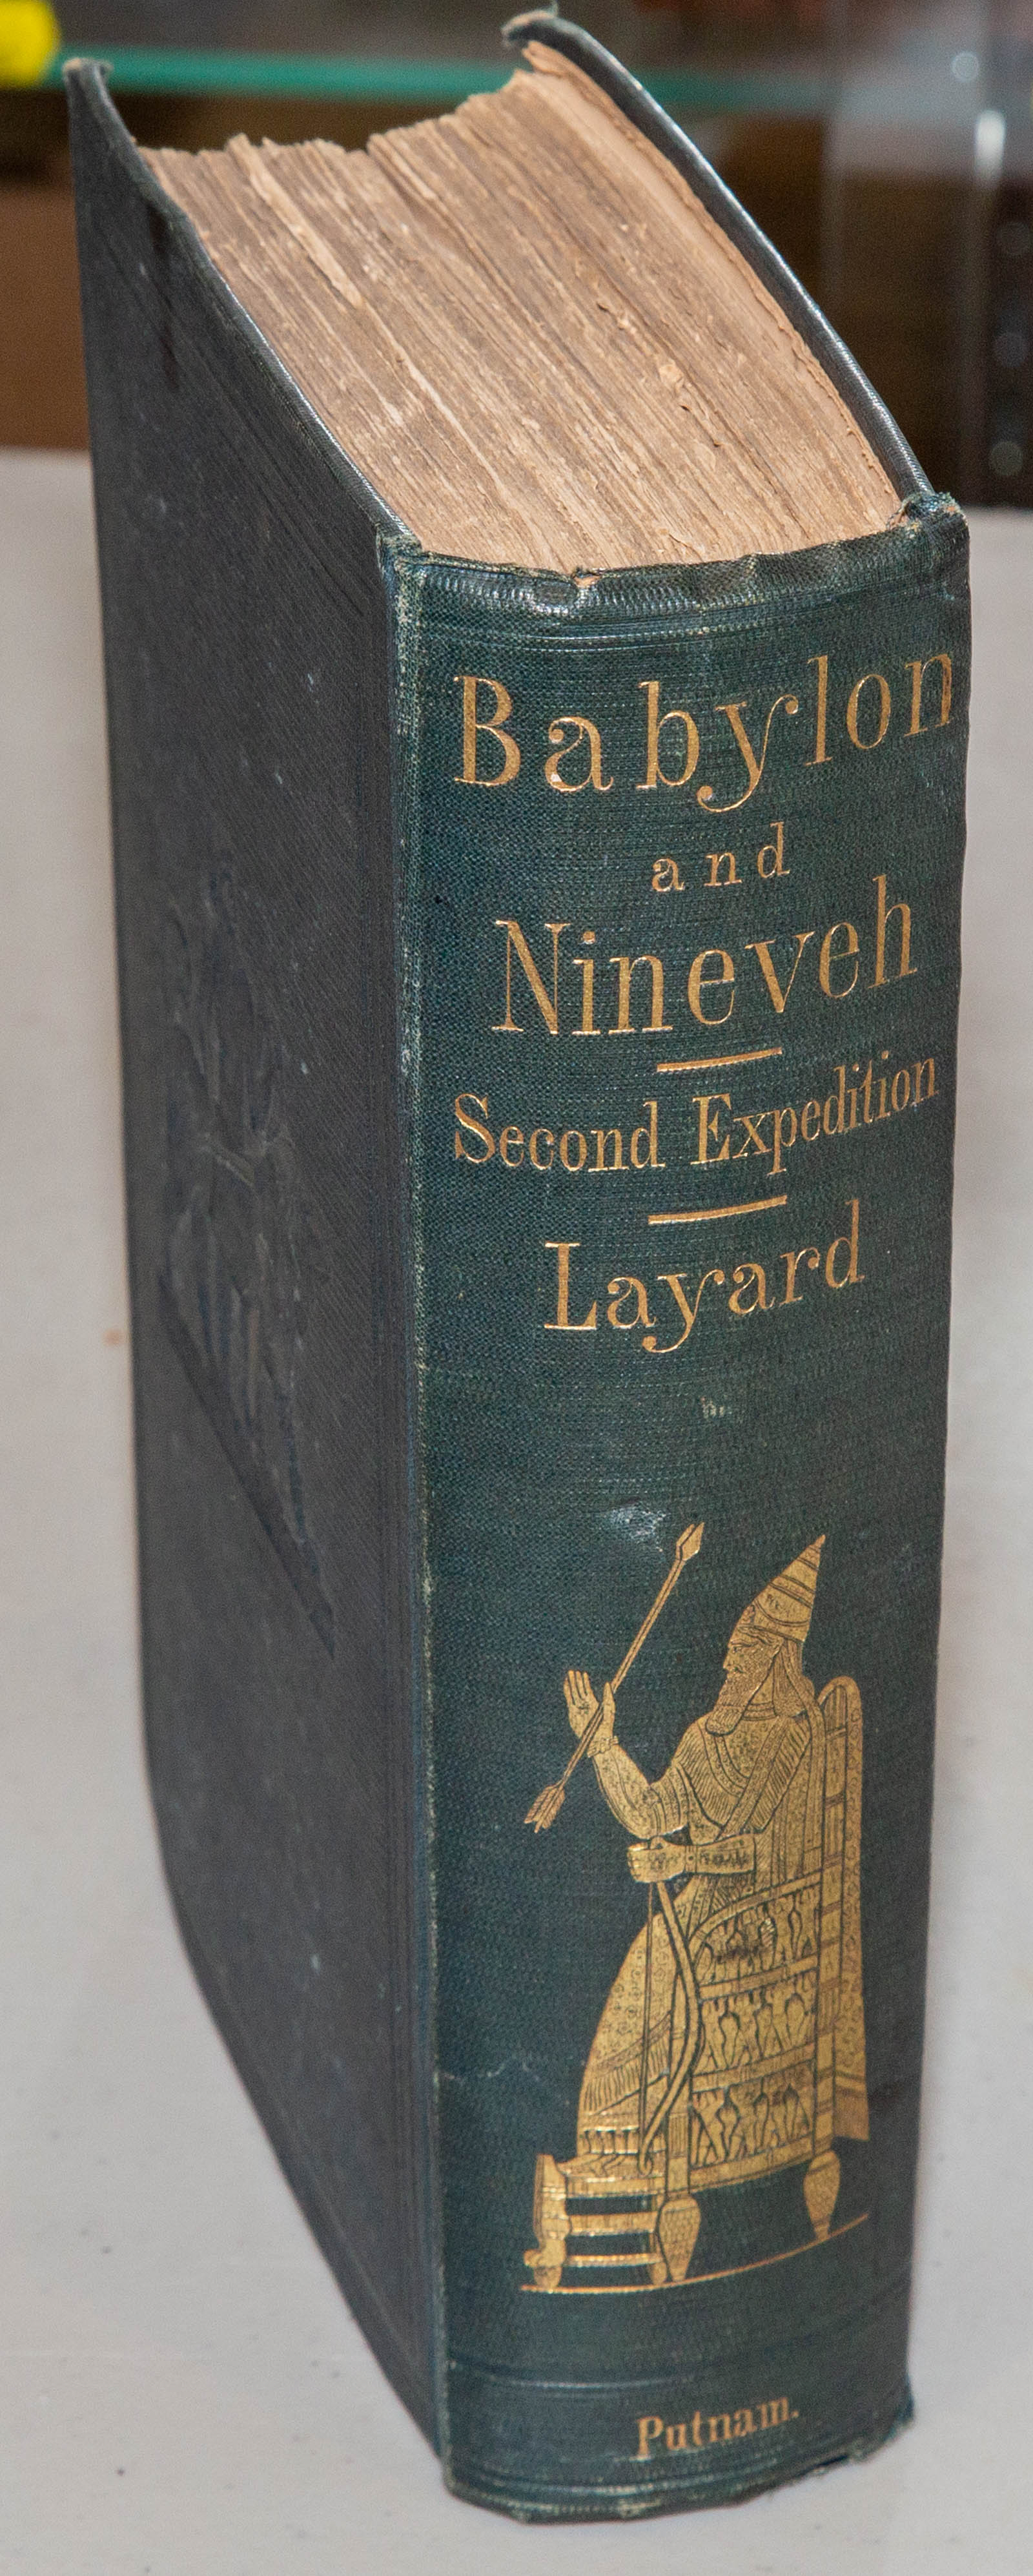 Babylon
and
Nineveh
Second Expedition
Layard
Putnam.